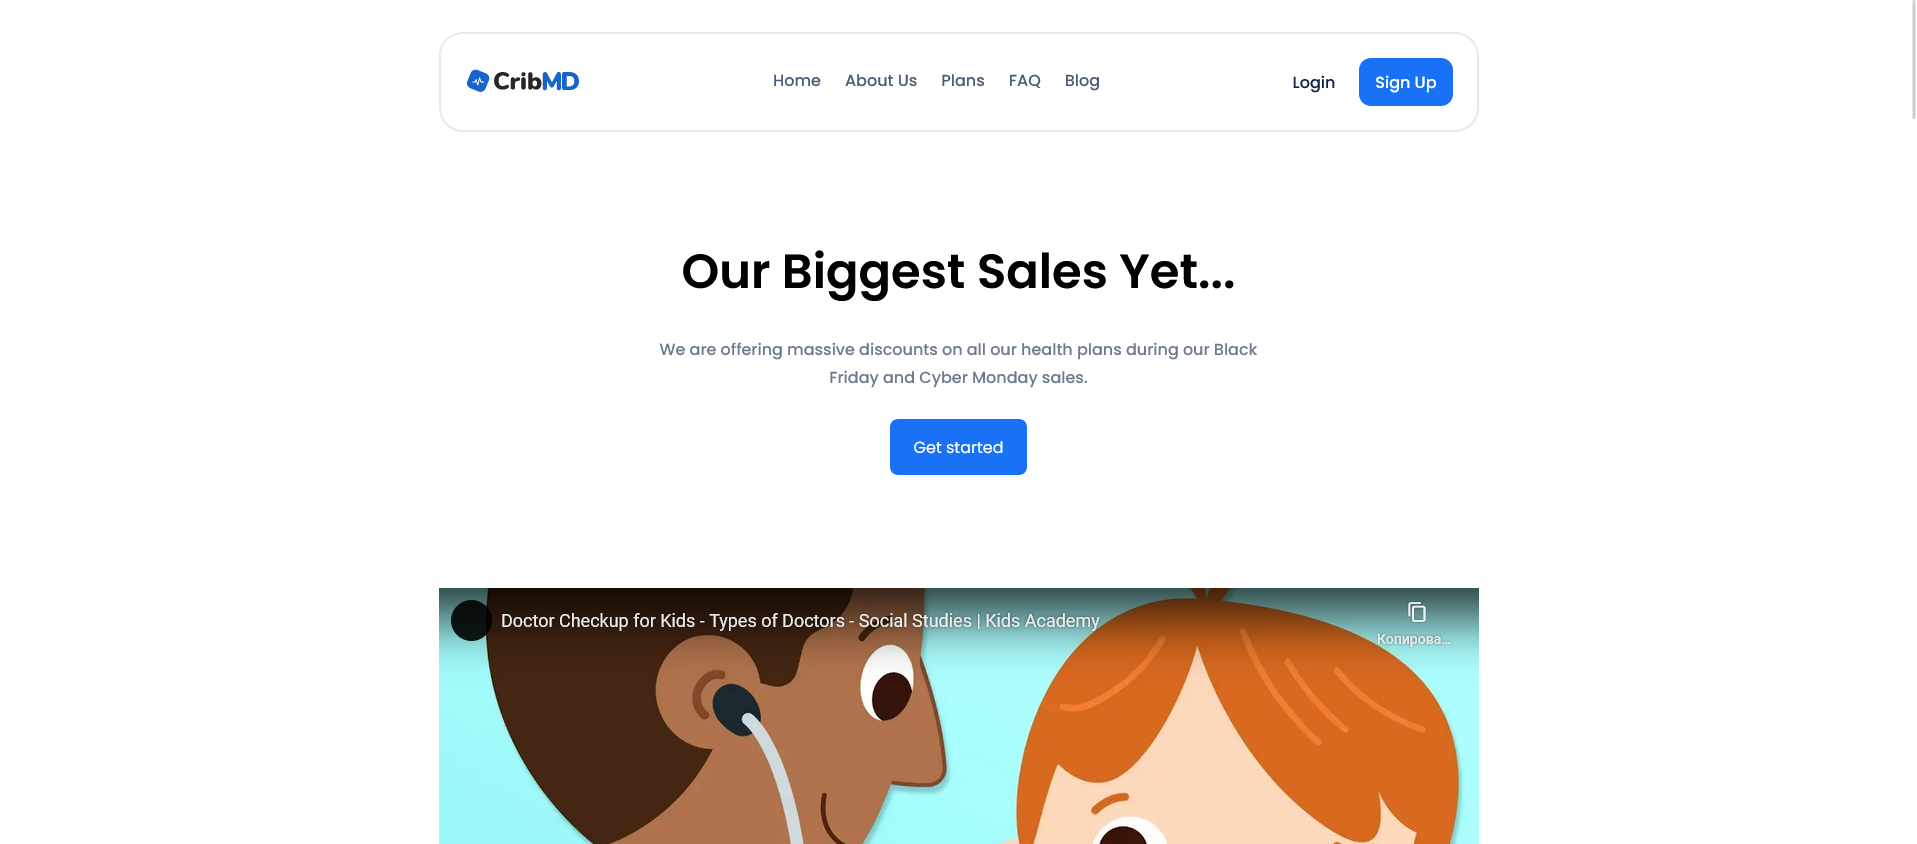 CribMD
Home
About Us
Plans
FAQ
Blog
Login
Sign Up
Our Biggest Sales Yet...
We are offering massive discounts on all our health plans during our Black
Friday and Cyber Monday sales.
Get started
Doctor Checkup for Kids - Types of Doctors - Social Studies | Kids Academy
Копирова...